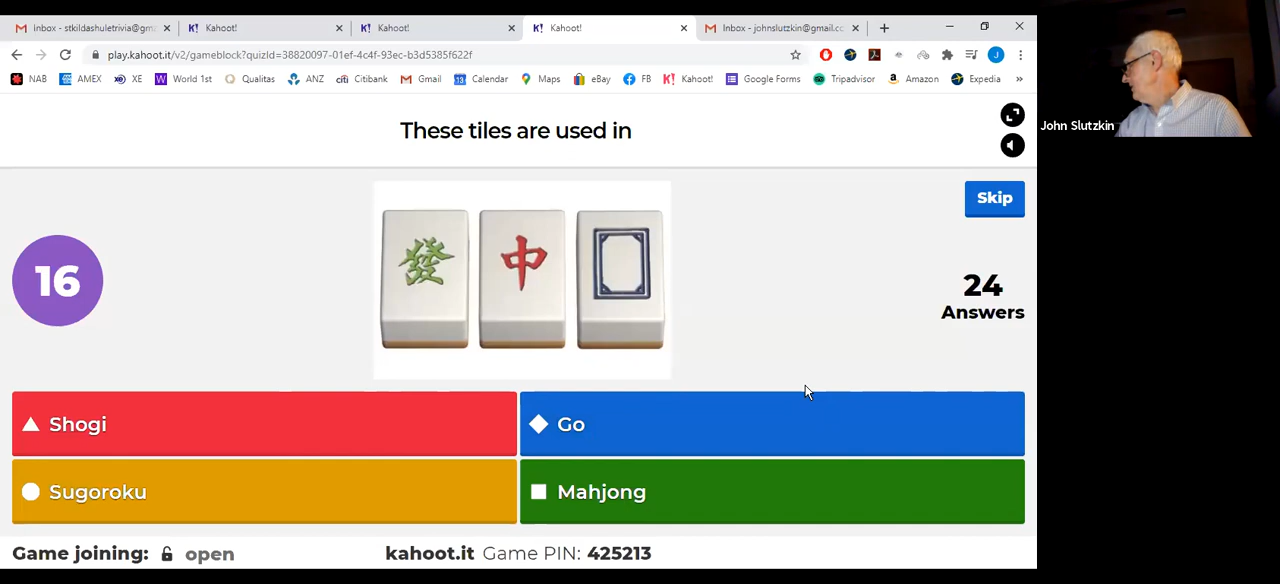 Inbox - stkildashuletrivia@gm
Kahoot!
Kahoot!
Kahoot!
Inbox - johnslutzkin@gmail.cc
play.kahoot.it/v2/gameblock?quizId=38820097-01ef-4c4f-93ec-b3d5385f622f
J
NAB
AMEX
XE
World 1st
Qualitas
ANZ
Citibank
Gmail
Calendar
Maps
eBay
FB
Kahoot!
Google Forms
Tripadvisor
Amazon
Expedia
»
These tiles are used in
John Slutzkin
Skip
16
發
中
24
Answers
Shogi
Go
Sugoroku
Mahjong
Game joining: open
kahoot.it Game PIN: 425213